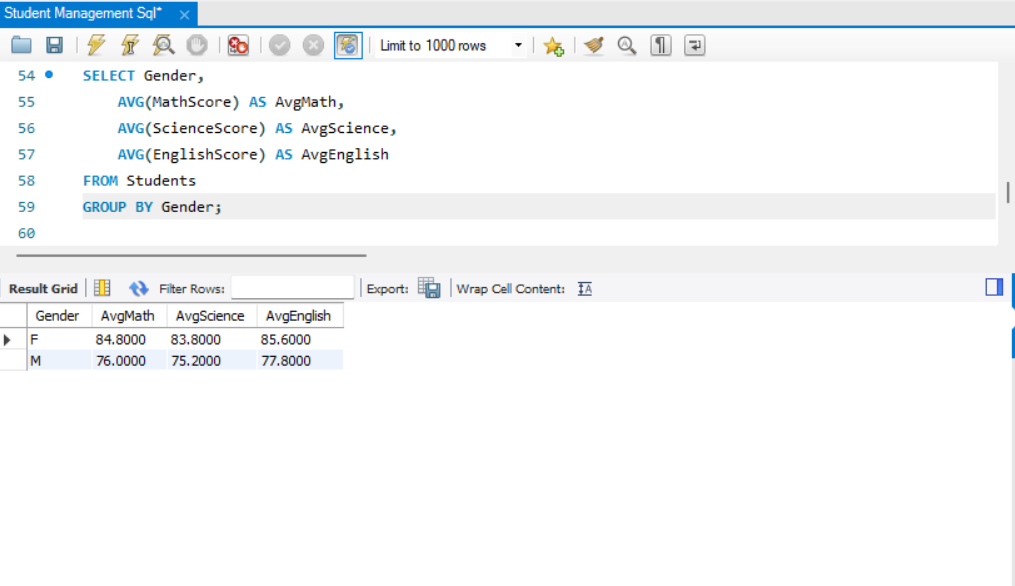 Student Management Sql*
Limit to 1000 rows
54 SELECT Gender,
55 AVG(MathScore) AS AvgMath,
56 AVG(ScienceScore) AS AvgScience,
57 AVG(EnglishScore) AS AvgEnglish
58 FROM Students
59 GROUP BY Gender;
60
Result Grid Filter Rows: Export: Wrap Cell Content: IA
Gender AvgMath AvgScience AvgEnglish
F 84.8000 83.8000 85.6000
M 76.0000 75.2000 77.8000